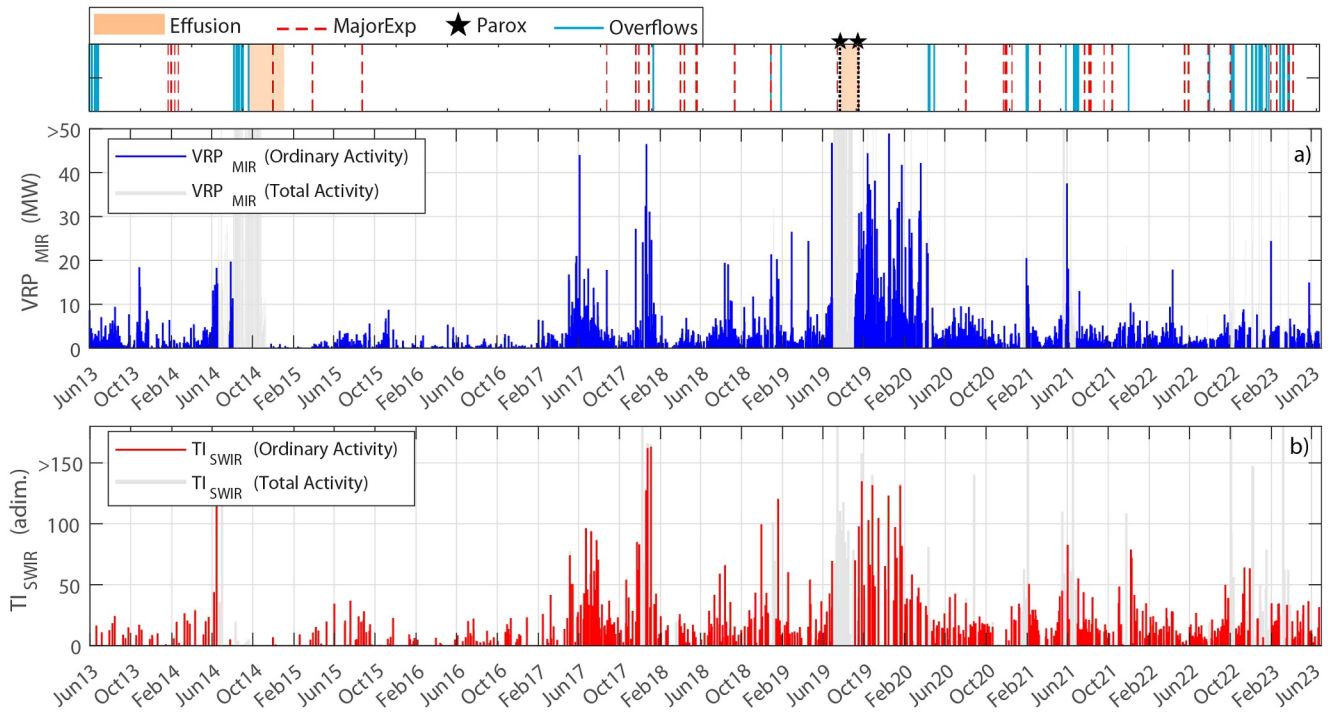 Effusion MajorExp Parox Overflows
>50
40
30
20
10
0
VRP MIR (MW)
VRP MIR (Ordinary Activity)
VRP MIR (Total Activity)
a)
Jun13 Oct13 Feb14 Jun14 Oct14 Feb15 Jun15 Oct15 Feb16 Jun16 Oct16 Feb17 Jun17 Oct17 Feb18 Jun18 Oct18 Feb19 Jun19 Oct19 Feb20 Jun20 Oct20 Feb21 Jun21 Oct21 Feb22 Jun22 Oct22 Feb23 Jun23
>150
100
50
0
TI SWIR (adim.)
TI SWIR (Ordinary Activity)
TI SWIR (Total Activity)
b)
Jun13 Oct13 Feb14 Jun14 Oct14 Feb15 Jun15 Oct15 Feb16 Jun16 Oct16 Feb17 Jun17 Oct17 Feb18 Jun18 Oct18 Feb19 Jun19 Oct19 Feb20 Jun20 Oct20 Feb21 Jun21 Oct21 Feb22 Jun22 Oct22 Feb23 Jun23